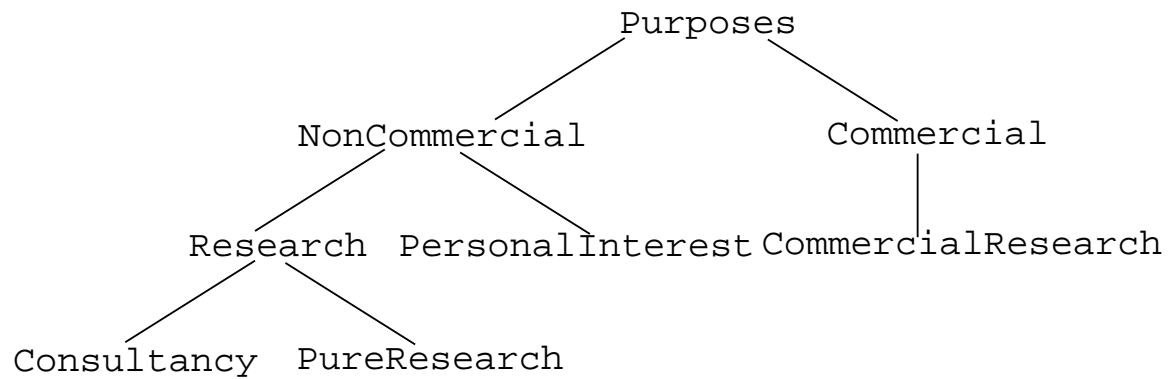 Purposes
NonCommercial Commercial
Research PersonalInterest CommercialResearch
Consultancy PureResearch